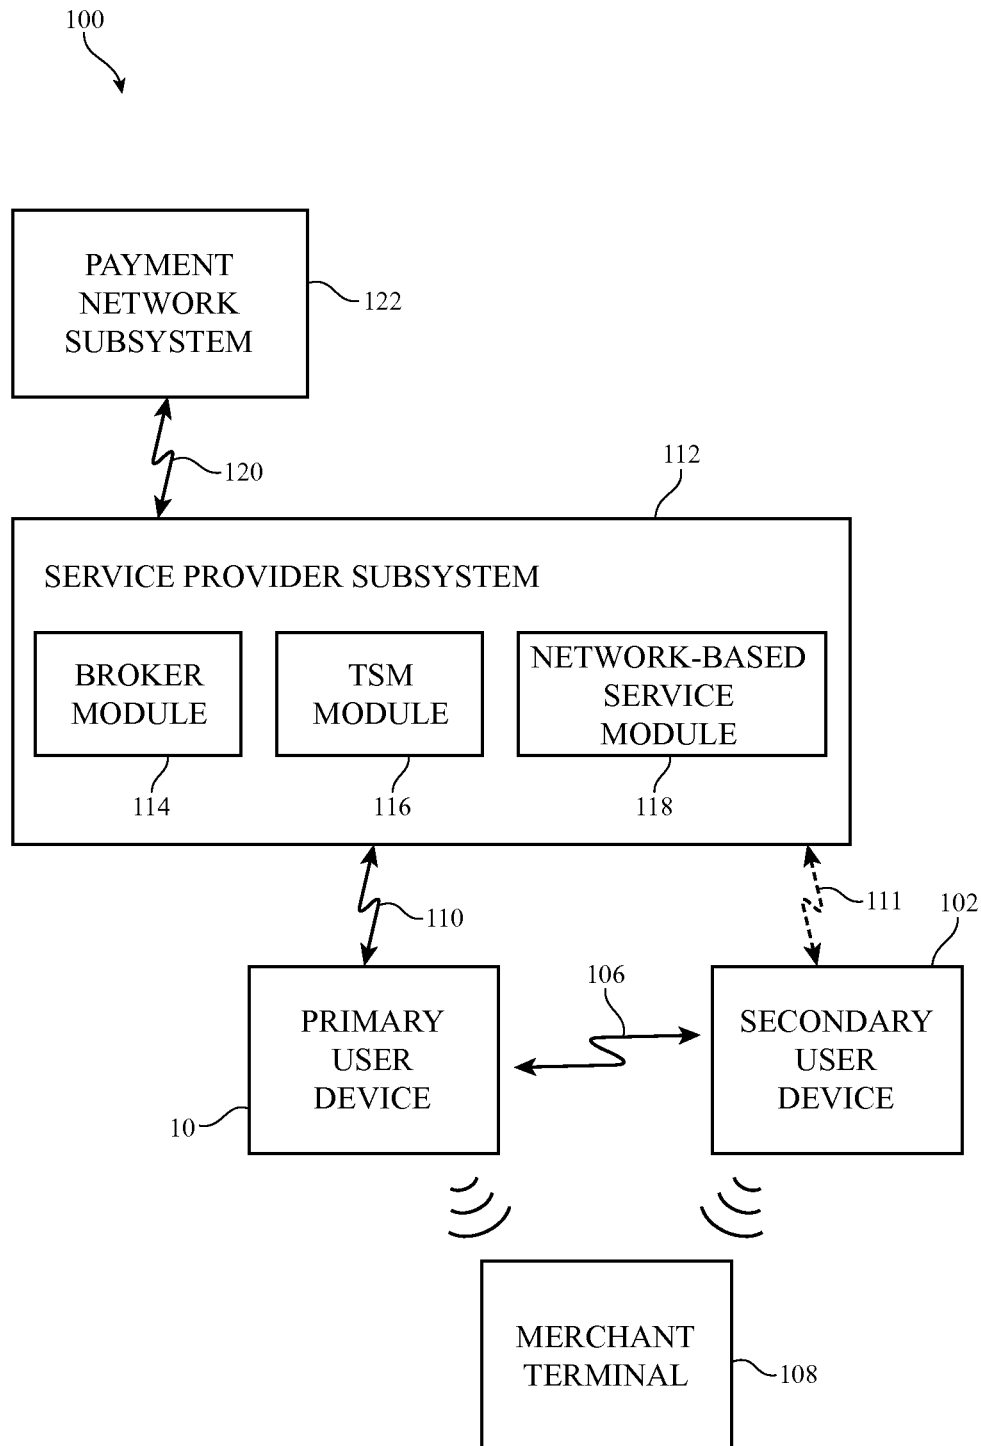 100
PAYMENT
NETWORK
SUBSYSTEM
122
120
112
SERVICE PROVIDER SUBSYSTEM
BROKER
MODULE
TSM
MODULE
NETWORK-BASED
SERVICE
MODULE
114
116
118
110
111
102
106
PRIMARY
USER
DEVICE
SECONDARY
USER
DEVICE
10
MERCHANT
TERMINAL
108